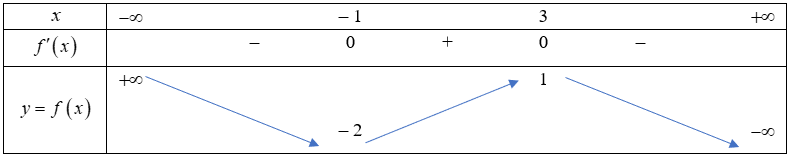 x −∞ − 1 3 +∞
f′(x) − 0 + 0 −
+∞ 1
y = f(x)
− 2 −∞